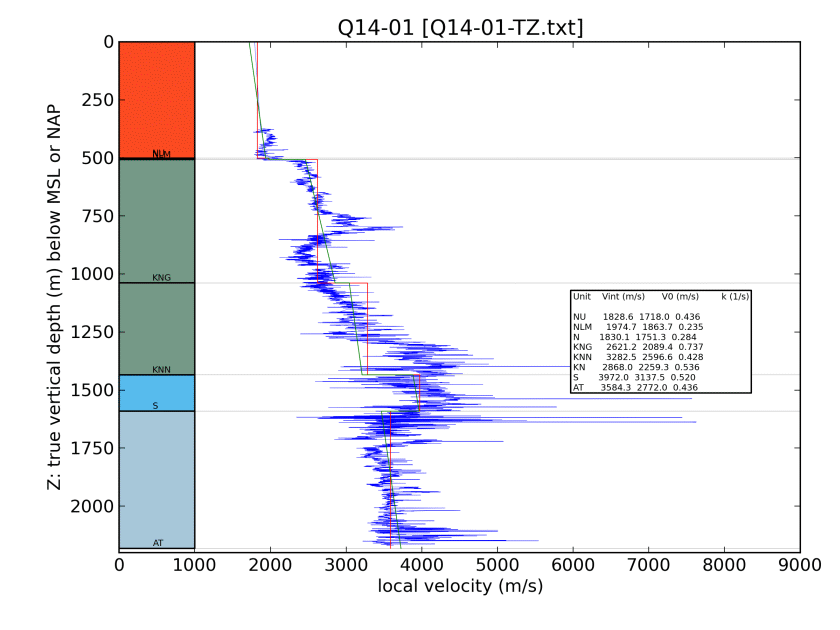 Q14-01 [Q14-01-TZ.txt]
Z: true vertical depth (m) below MSL or NAP
0
250
500
750
1000
1250
1500
1750
2000
NU
NLM
KNG
KNN
S
AT
Unit Vint (m/s) V0 (m/s) k (1/s)
NU 1828.6 1718.0 0.436
NLM 1974.7 1863.7 0.235
N 1830.1 1751.3 0.284
KNG 2621.2 2089.4 0.737
KNN 3282.5 2596.6 0.428
KN 2868.0 2259.3 0.536
S 3972.0 3137.5 0.520
AT 3584.3 2772.0 0.436
0 1000 2000 3000 4000 5000 6000 7000 8000 9000
local velocity (m/s)